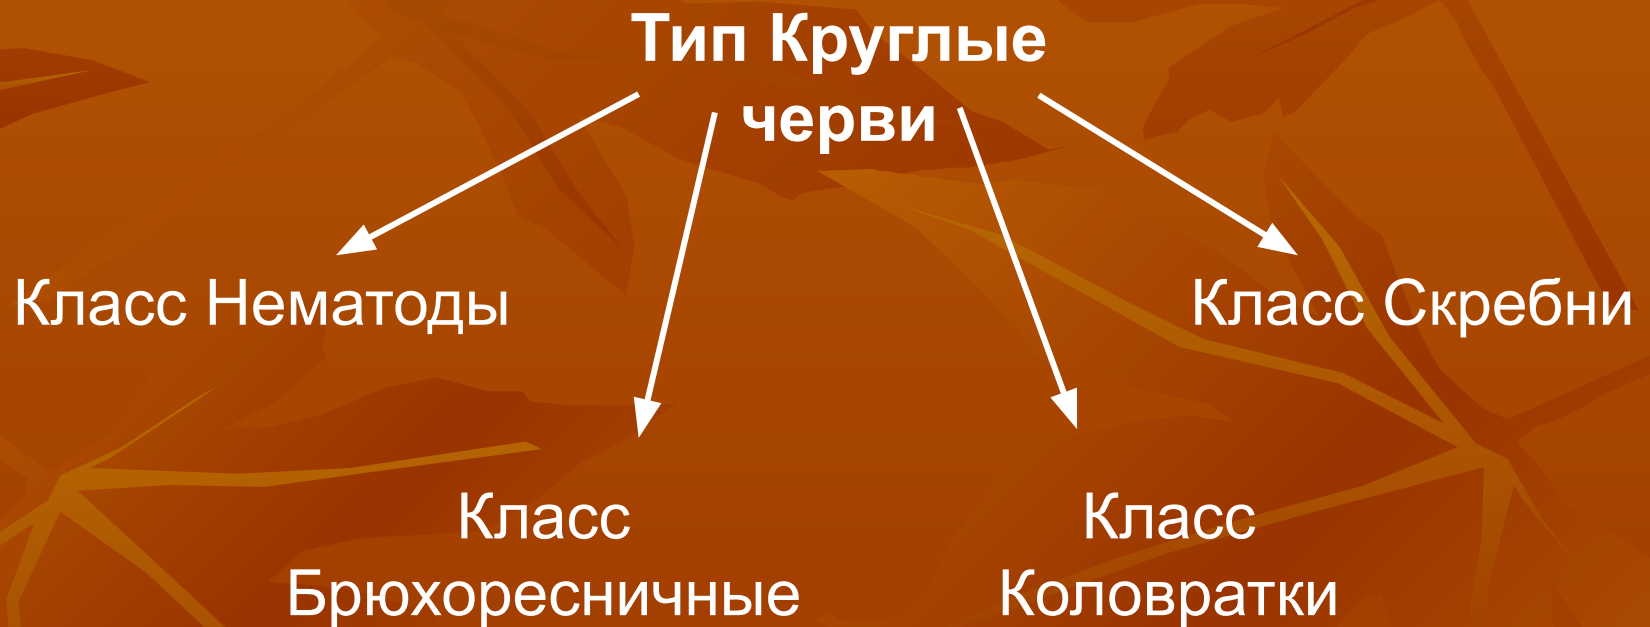 Тип Круглые
черви
Класс Нематоды
Класс Скребни
Класс
Брюхоресничные
Класс
Коловратки